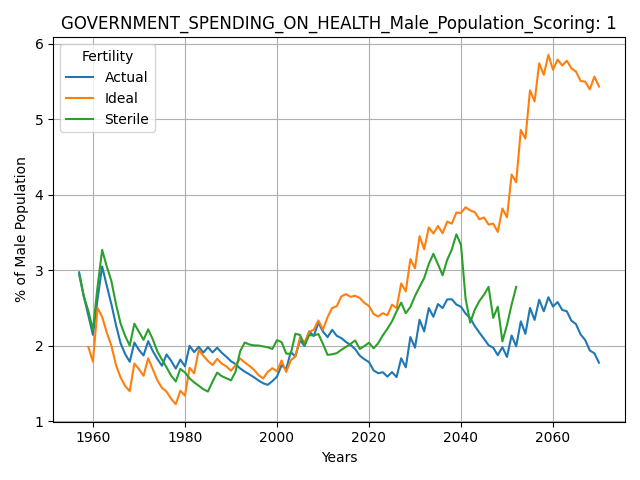 GOVERNMENT_SPENDING_ON_HEALTH_Male_Population_Scoring: 1
Fertility
Actual
Ideal
Sterile
% of Male Population
6
5
4
3
2
1
1960 1980 2000 2020 2040 2060
Years